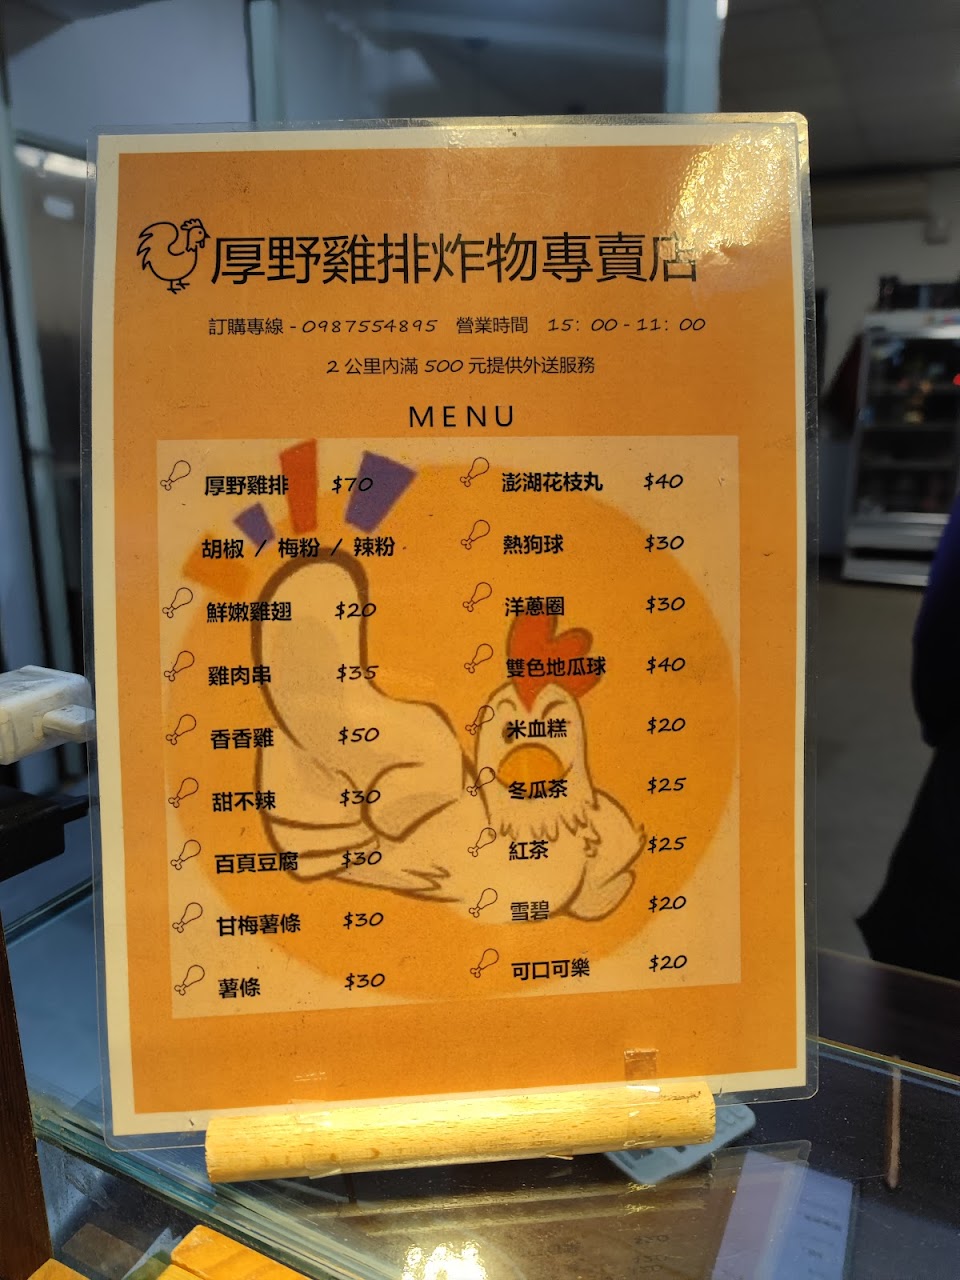 厚野雞排炸物專賣店
訂購專線 - 0987554895 營業時間 15：00 - 11：00
2 公里內滿 500 元提供外送服務
MENU
厚野雞排 $70
胡椒 / 梅粉 / 辣粉
鮮嫩雞翅 $20
雞肉串 $35
香香雞 $50
甜不辣 $30
百頁豆腐 $30
甘梅薯條 $30
薯條 $30
澎湖花枝丸 $40
熱狗球 $30
洋蔥圈 $30
雙色地瓜球 $40
米血糕 $20
冬瓜茶 $25
紅茶 $25
雪碧 $20
可口可樂 $20